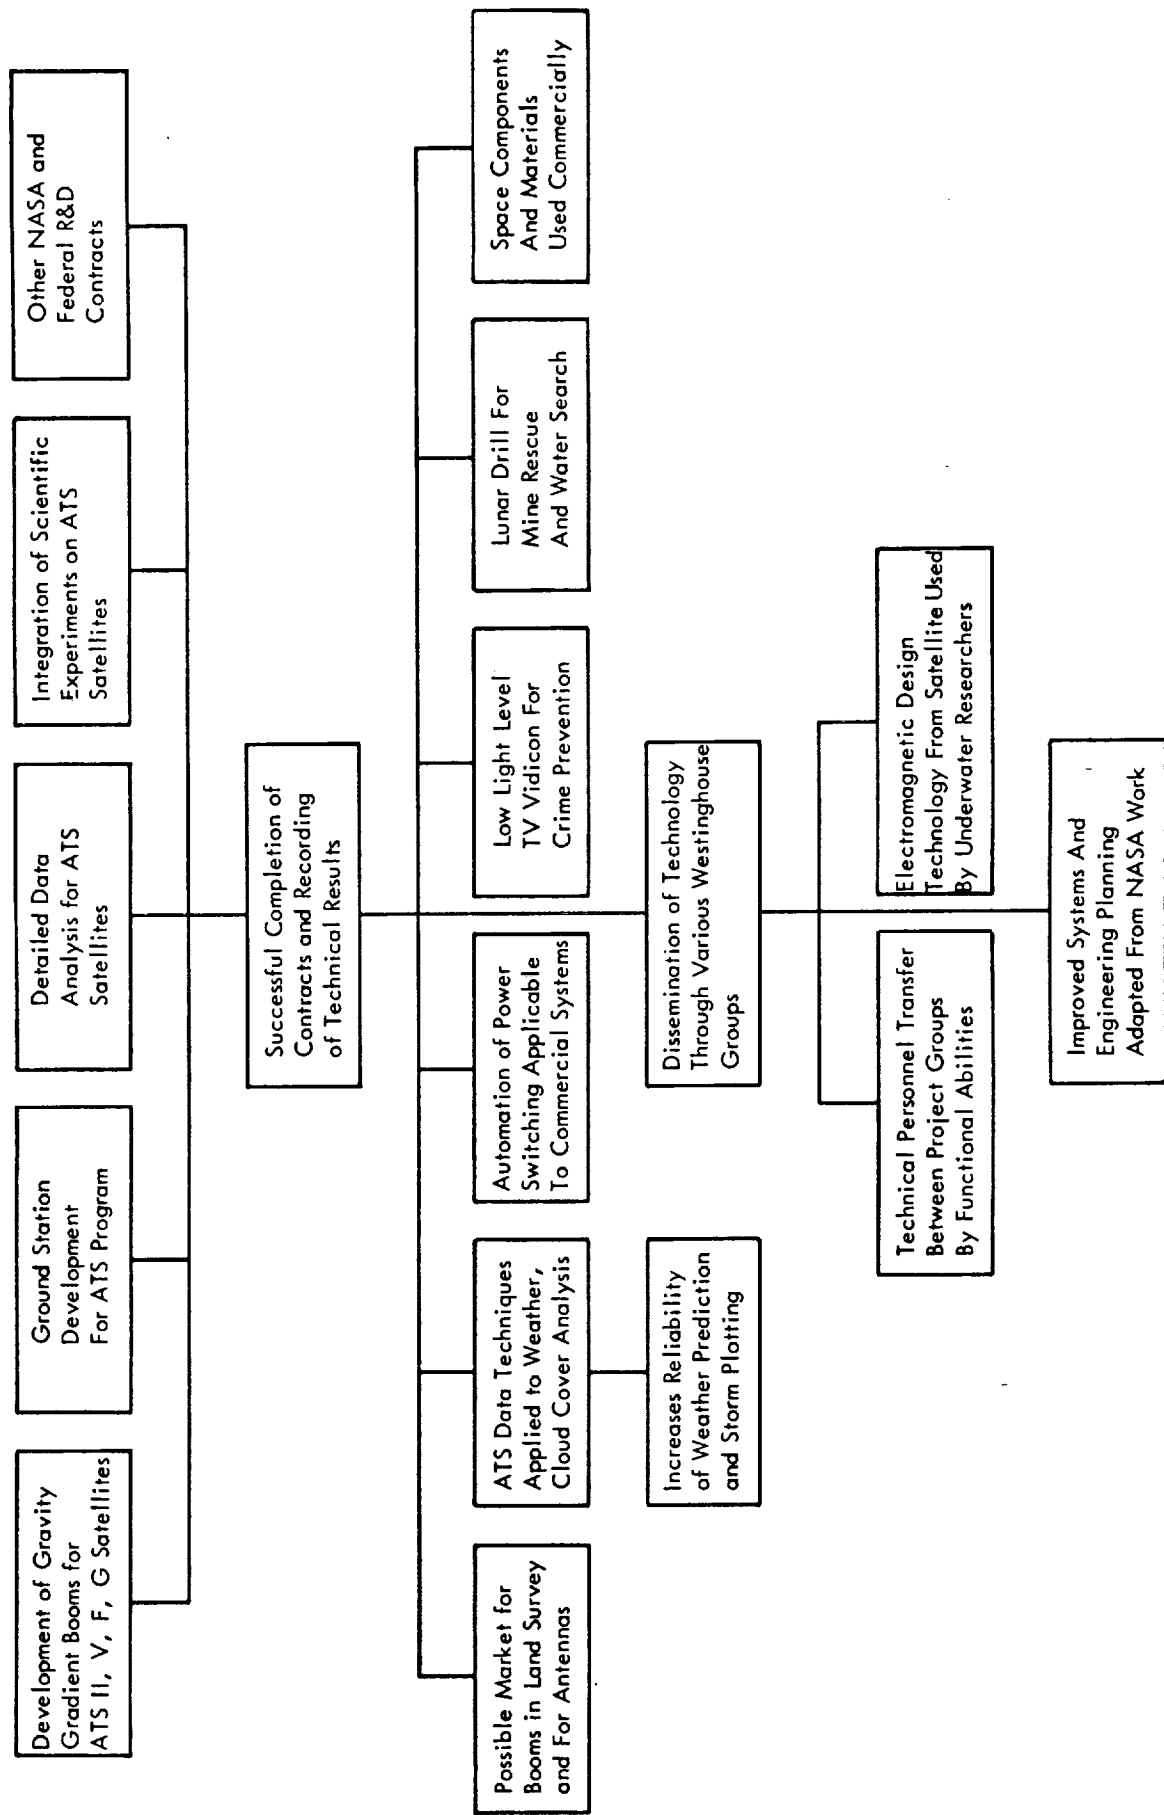 Development of Gravity
Gradient Booms for
ATS II, V, F, G Satellites
Ground Station
Development
For ATS Program
Detailed Data
Analysis for ATS
Satellites
Integration of Scientific
Experiments on ATS
Satellites
Other NASA and
Federal R&D
Contracts
Successful Completion of
Contracts and Recording
of Technical Results
Possible Market for
Booms in Land Survey
and For Antennas
ATS Data Techniques
Applied to Weather,
Cloud Cover Analysis
Automation of Power
Switching Applicable
To Commercial Systems
Low Light Level
TV Vidicon For
Crime Prevention
Lunar Drill For
Mine Rescue
And Water Search
Space Components
And Materials
Used Commercially
Increases Reliability
of Weather Prediction
and Storm Plotting
Dissemination of Technology
Through Various Westinghouse
Groups
Technical Personnel Transfer
Between Project Groups
By Functional Abilities
Electromagnetic Design
Technology From Satellite Used
By Underwater Researchers
Improved Systems And
Engineering Planning
Adapted From NASA Work